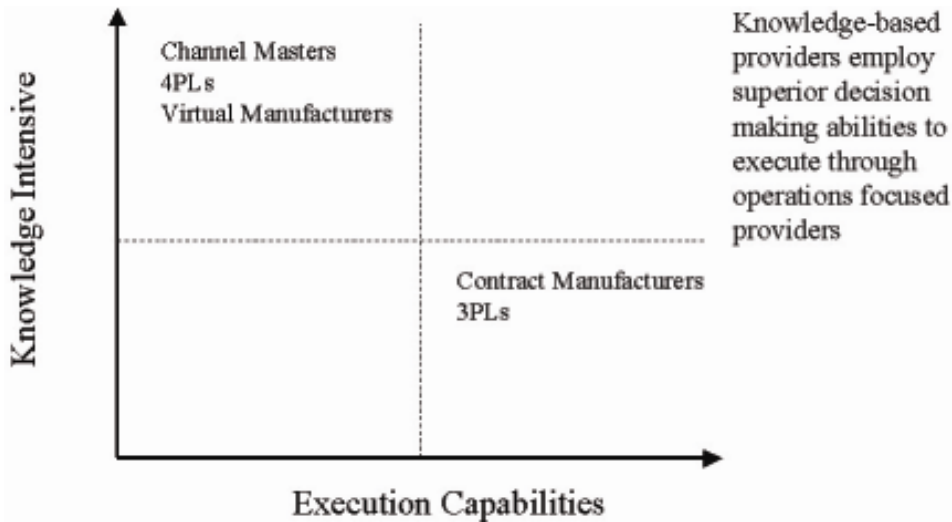 Knowledge Intensive
Channel Masters
4PLs
Virtual Manufacturers
Contract Manufacturers
3PLs
Execution Capabilities
Knowledge-based
providers employ
superior decision
making abilities to
execute through
operations focused
providers